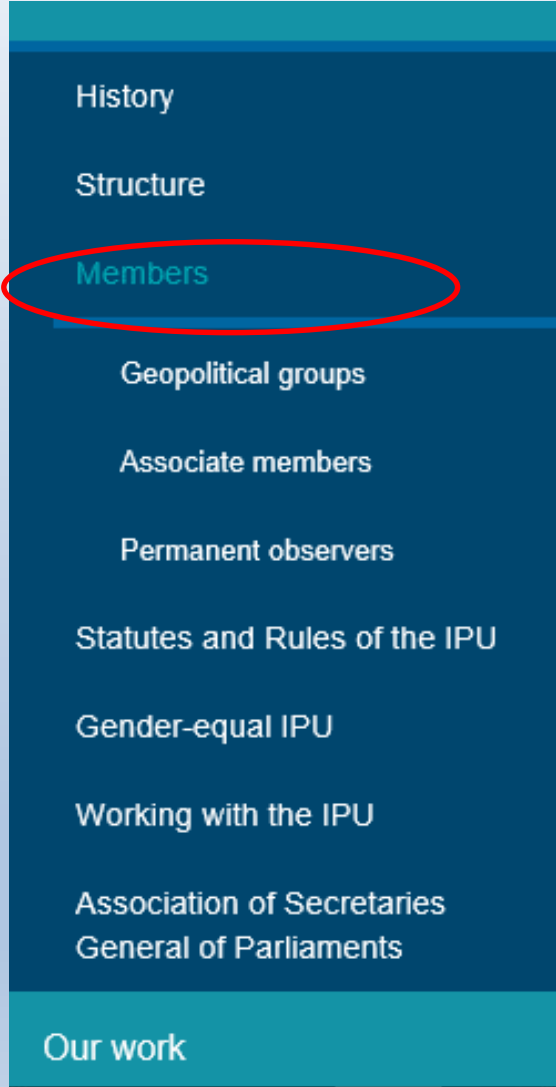 History
Structure
Members
Geopolitical groups
Associate members
Permanent observers
Statutes and Rules of the IPU
Gender-equal IPU
Working with the IPU
Association of Secretaries
General of Parliaments
Our work